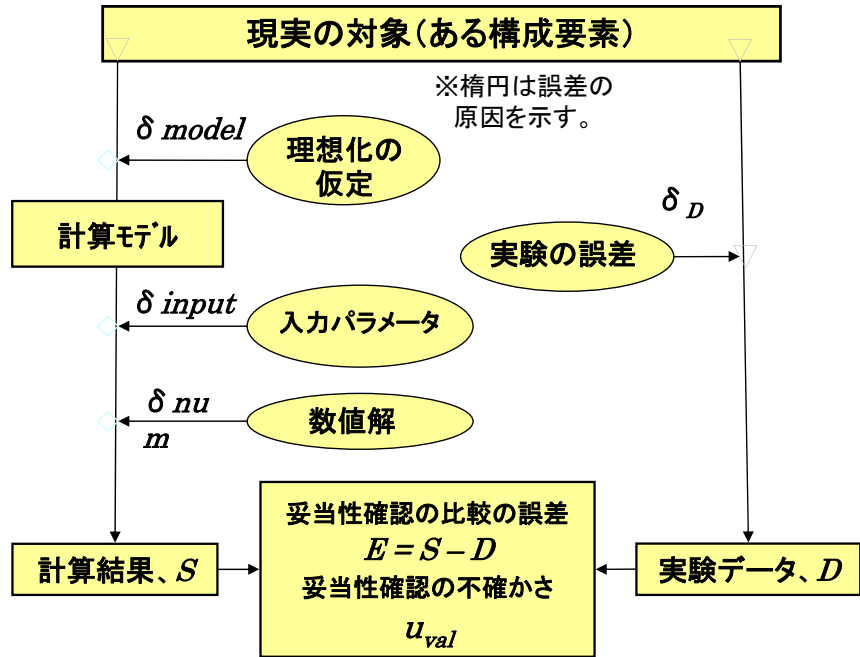 現実の対象(ある構成要素)
※楕円は誤差の
原因を示す。
δ model
理想化の
仮定
計算モデル
δ D
実験の誤差
δ input
入力パラメータ
δ nu
m
数値解
妥当性確認の比較の誤差
E = S – D
妥当性確認の不確かさ
u val
計算結果、S
実験データ、D